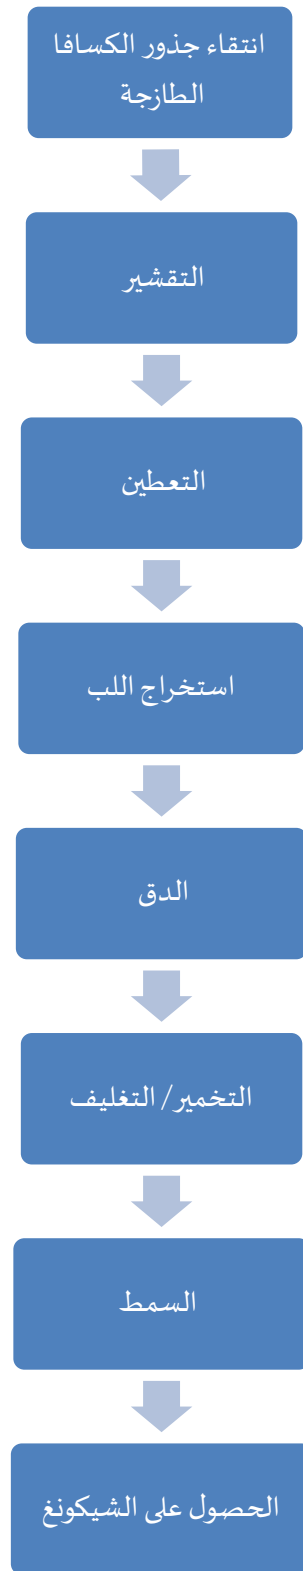 انتقاء جذور الكسافا
الطازجة
التقشير
التعطين
استخراج اللب
الدق
التخمير/ التغليف
السمط
الحصول على الشيكونغ